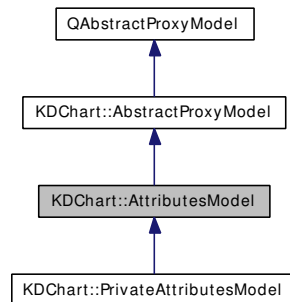 QAbstractProxyModel
KDChart::AbstractProxyModel
KDChart::AttributesModel
KDChart::PrivateAttributesModel